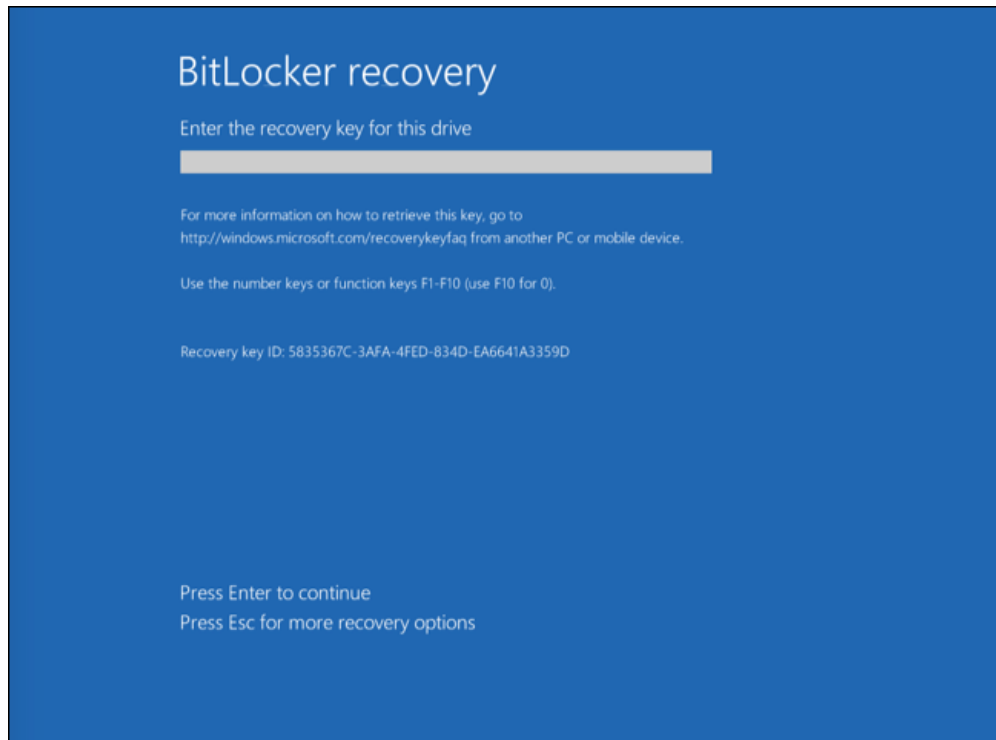 BitLocker recovery
Enter the recovery key for this drive
For more information on how to retrieve this key, go to
http://windows.microsoft.com/recoverykeyfaq from another PC or mobile device.
Use the number keys or function keys F1-F10 (use F10 for 0).
Recovery key ID: 5835367C-3AFA-4FED-834D-EA6641A3359D
Press Enter to continue
Press Esc for more recovery options